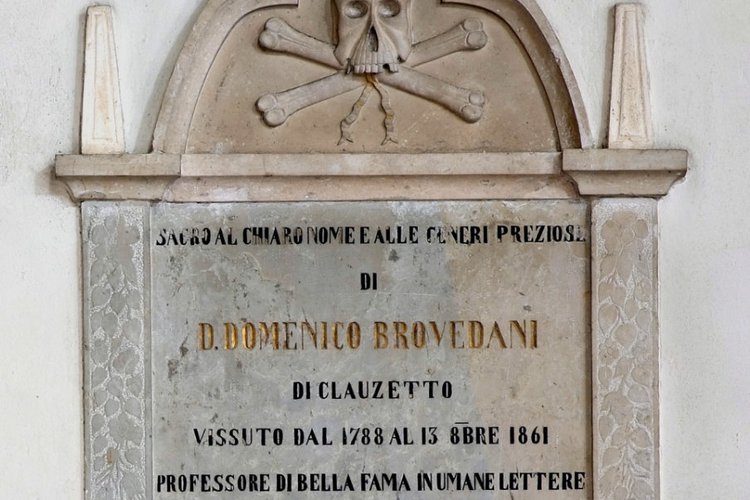 SACRO AL CHIARO NOME E ALLE CENERI PREZIOSE
DI
D. DOMENICO BROVEDANI
DI CLAUZETTO
VISSUTO DAL 1788 AL 13 8BRE 1861
PROFESSORE DI BELLA FAMA IN UMANE LETTERE